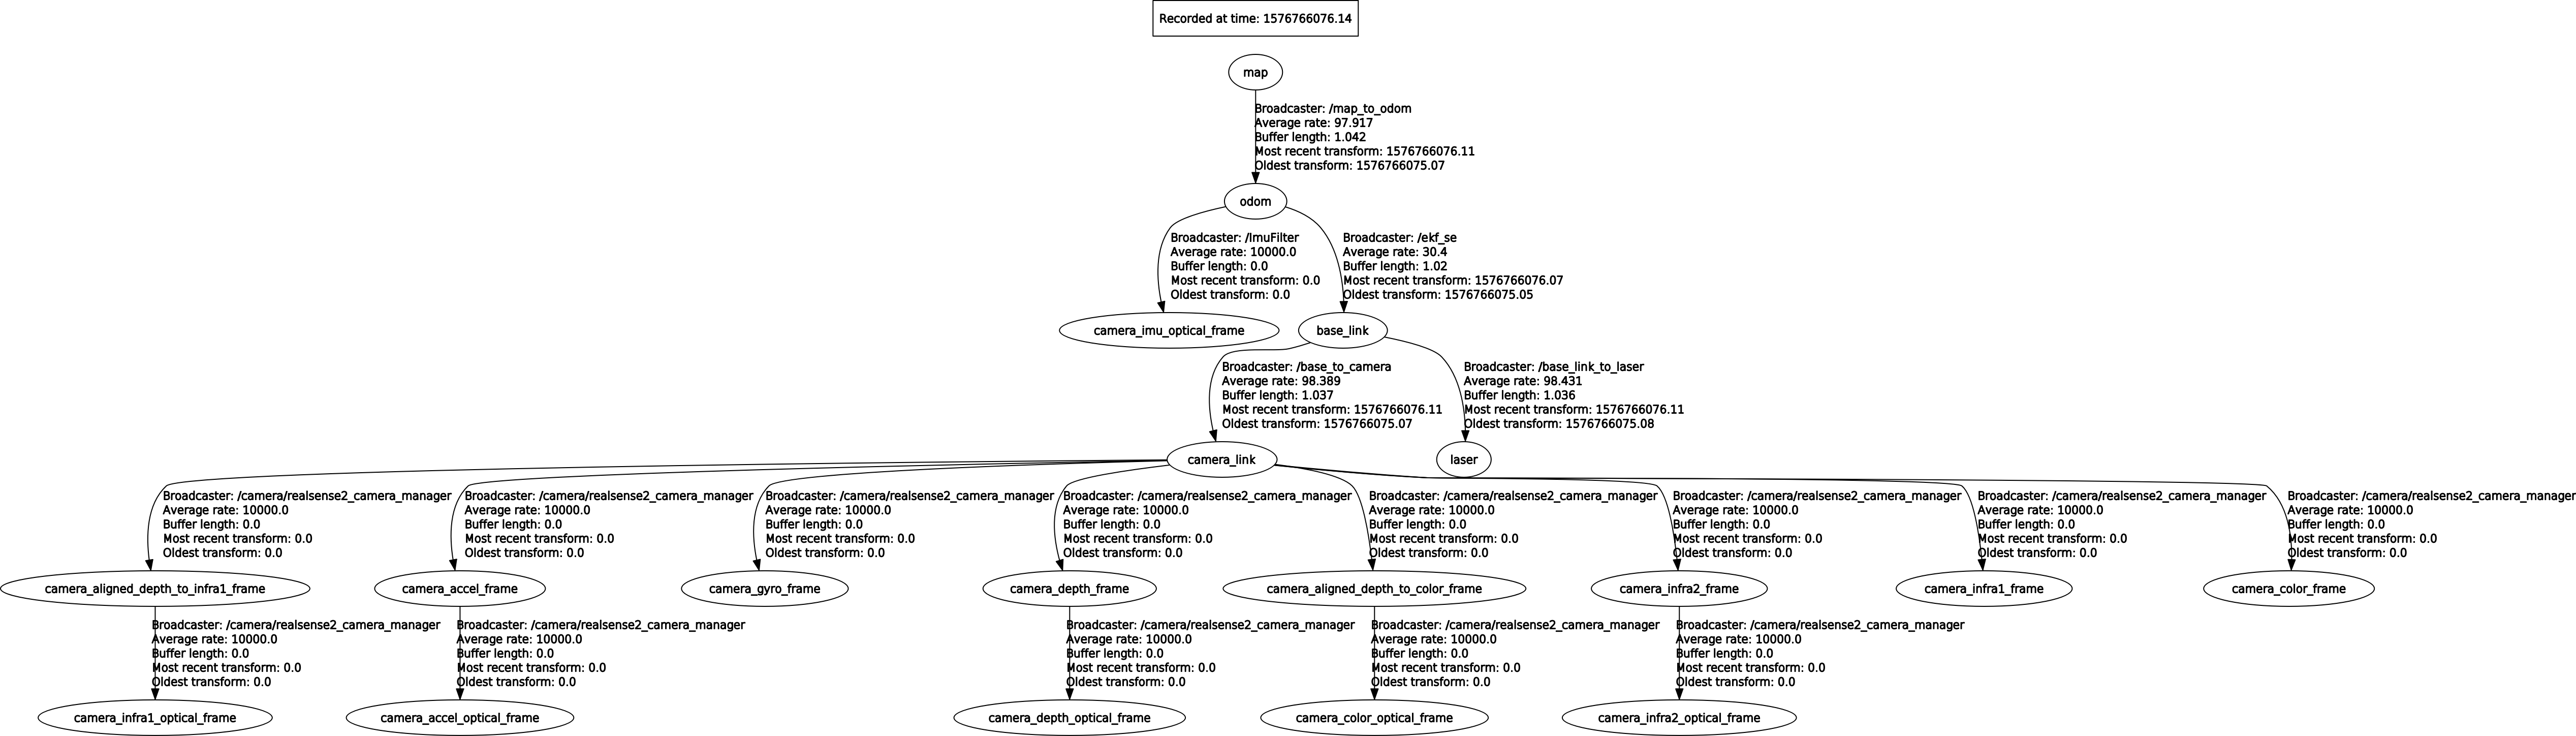 Recorded at time: 1576766076.14
map
Broadcaster: /map_to_odom
Average rate: 97.917
Buffer length: 1.042
Most recent transform: 1576766076.11
Oldest transform: 1576766075.07
odom
Broadcaster: /ImuFilter
Average rate: 10000.0
Buffer length: 0.0
Most recent transform: 0.0
Oldest transform: 0.0
Broadcaster: /ekf_se
Average rate: 30.4
Buffer length: 1.02
Most recent transform: 1576766076.07
Oldest transform: 1576766075.05
camera_imu_optical_frame
base_link
Broadcaster: /base_to_camera
Average rate: 98.389
Buffer length: 1.037
Most recent transform: 1576766076.11
Oldest transform: 1576766075.07
Broadcaster: /base_link_to_laser
Average rate: 98.431
Buffer length: 1.036
Most recent transform: 1576766076.11
Oldest transform: 1576766075.08
camera_link
laser
Broadcaster: /camera/realsense2_camera_manager
Average rate: 10000.0
Buffer length: 0.0
Most recent transform: 0.0
Oldest transform: 0.0
Broadcaster: /camera/realsense2_camera_manager
Average rate: 10000.0
Buffer length: 0.0
Most recent transform: 0.0
Oldest transform: 0.0
Broadcaster: /camera/realsense2_camera_manager
Average rate: 10000.0
Buffer length: 0.0
Most recent transform: 0.0
Oldest transform: 0.0
Broadcaster: /camera/realsense2_camera_manager
Average rate: 10000.0
Buffer length: 0.0
Most recent transform: 0.0
Oldest transform: 0.0
Broadcaster: /camera/realsense2_camera_manager
Average rate: 10000.0
Buffer length: 0.0
Most recent transform: 0.0
Oldest transform: 0.0
Broadcaster: /camera/realsense2_camera_manager
Average rate: 10000.0
Buffer length: 0.0
Most recent transform: 0.0
Oldest transform: 0.0
Broadcaster: /camera/realsense2_camera_manager
Average rate: 10000.0
Buffer length: 0.0
Most recent transform: 0.0
Oldest transform: 0.0
Broadcaster: /camera/realsense2_camera_manager
Average rate: 10000.0
Buffer length: 0.0
Most recent transform: 0.0
Oldest transform: 0.0
camera_aligned_depth_to_infra1_frame
camera_accel_frame
camera_gyro_frame
camera_depth_frame
camera_aligned_depth_to_color_frame
camera_infra2_frame
camera_infra1_frame
camera_color_frame
Broadcaster: /camera/realsense2_camera_manager
Average rate: 10000.0
Buffer length: 0.0
Most recent transform: 0.0
Oldest transform: 0.0
Broadcaster: /camera/realsense2_camera_manager
Average rate: 10000.0
Buffer length: 0.0
Most recent transform: 0.0
Oldest transform: 0.0
Broadcaster: /camera/realsense2_camera_manager
Average rate: 10000.0
Buffer length: 0.0
Most recent transform: 0.0
Oldest transform: 0.0
Broadcaster: /camera/realsense2_camera_manager
Average rate: 10000.0
Buffer length: 0.0
Most recent transform: 0.0
Oldest transform: 0.0
Broadcaster: /camera/realsense2_camera_manager
Average rate: 10000.0
Buffer length: 0.0
Most recent transform: 0.0
Oldest transform: 0.0
camera_infra1_optical_frame
camera_accel_optical_frame
camera_depth_optical_frame
camera_color_optical_frame
camera_infra2_optical_frame